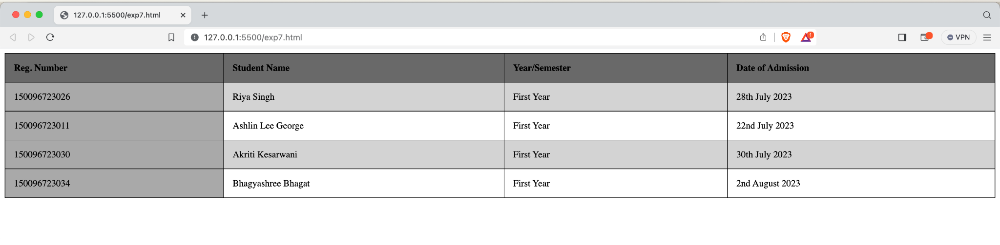 127.0.0.1:5500/exp7.html
127.0.0.1:5500/exp7.html 1 VPN
Reg. Number Student Name Year/Semester Date of Admission
150096723026 Riya Singh First Year 28th July 2023
150096723011 Ashlin Lee George First Year 22nd July 2023
150096723030 Akriti Kesarwani First Year 30th July 2023
150096723034 Bhagyashree Bhagat First Year 2nd August 2023